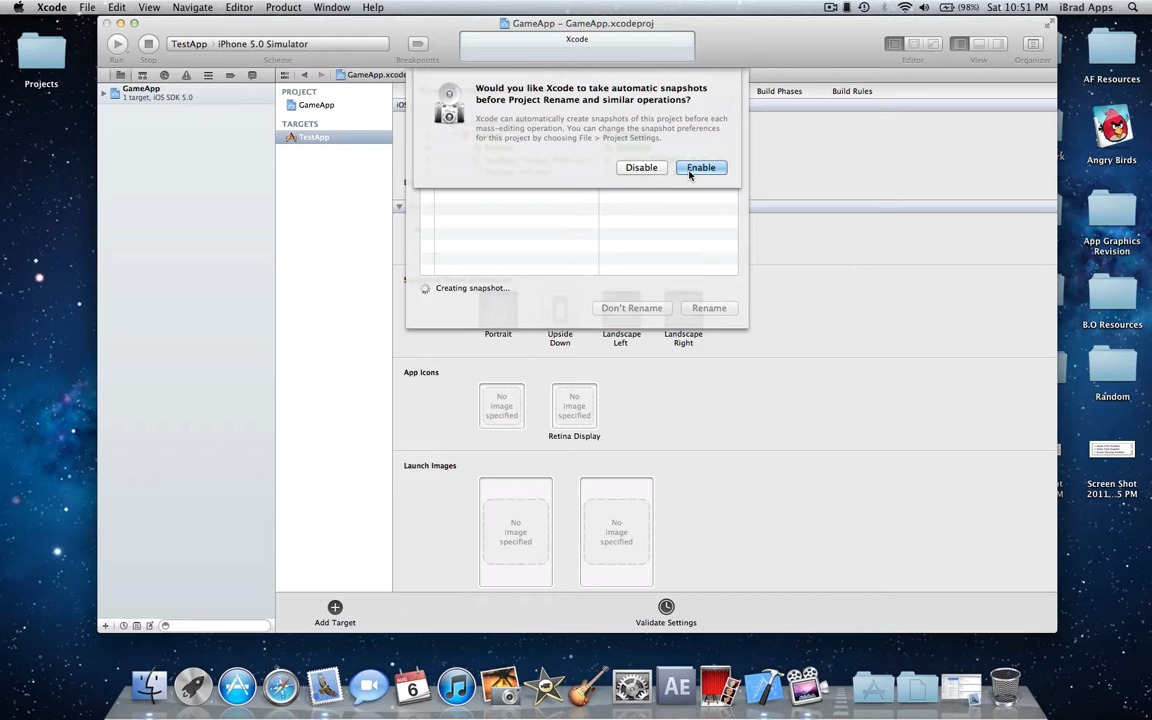 Xcode File Edit View Navigate Editor Product Window Help (98%) Sat 10:51 PM iBrad Apps
GameApp – GameApp.xcodeproj
TestApp › iPhone 5.0 Simulator
Xcode
Run Stop Scheme Breakpoints Editor View Organizer
GameApp.xcode
GameApp
1 target, iOS SDK 5.0
PROJECT
GameApp
TARGETS
TestApp
Build Phases Build Rules
Would you like Xcode to take automatic snapshots
before Project Rename and similar operations?
Xcode can automatically create snapshots of this project before each
mass-editing operation. You can change the snapshot preferences
for this project by choosing File > Project Settings.
Disable Enable
Creating snapshot...
Don't Rename Rename
Portrait Upside Down Landscape Left Landscape Right
App Icons
No image specified
No image specified
Retina Display
Launch Images
No image specified
No image specified
Add Target
Validate Settings
Projects
AF Resources
Angry Birds
App Graphics
Revision
B.O Resources
Random
Screen Shot
2011...5 PM
AUG
6
AE